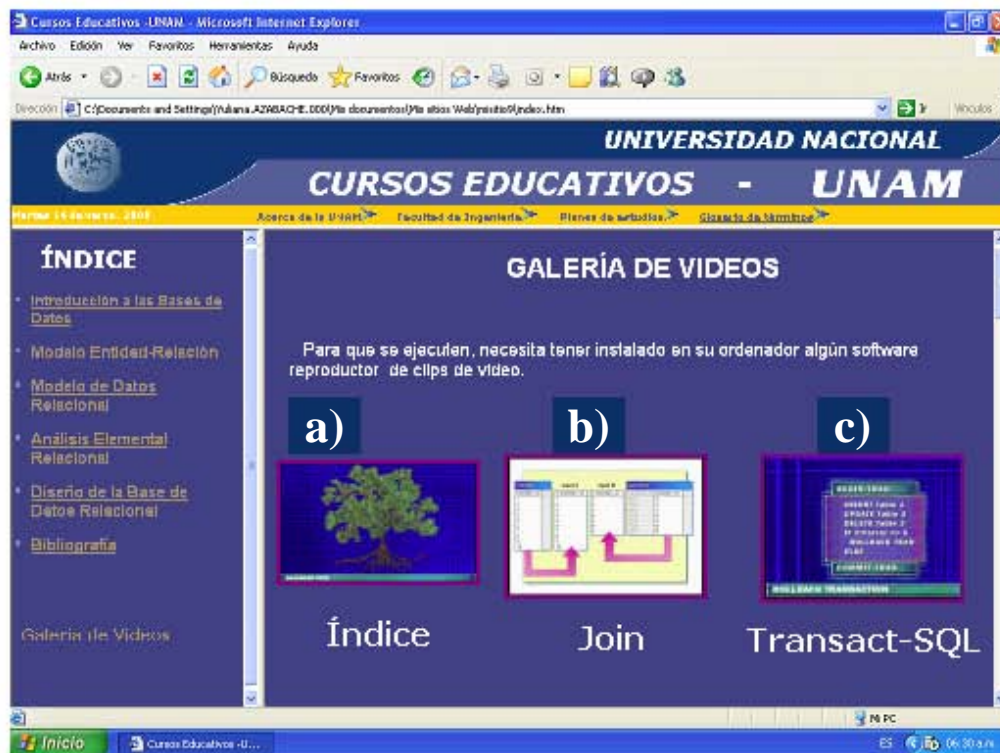 Cursos Educativos -UNAM - Microsoft Internet Explorer
Archivo Edición Ver Favoritos Herramientas Ayuda
Atrás Búsqueda Favoritos
Dirección Vínculos
UNIVERSIDAD NACIONAL
CURSOS EDUCATIVOS - UNAM
Acerca de la UNAM Facultad de Ingeniería Planes de estudios Glosario de términos
ÍNDICE
Introducción a las Bases de
Datos
Modelo Entidad-Relación
Modelo de Datos
Relacional
Análisis Elemental
Relacional
Diseño de la Base de
Datos Relacional
Bibliografía
Galería de Videos
GALERÍA DE VIDEOS
Para que se ejecuten, necesita tener instalado en su ordenador algún software
reproductor de clips de video.
a) b) c)
Índice Join Transact-SQL
Mi PC
Inicio Cursos Educativos -U... ES 06:30 a.m.